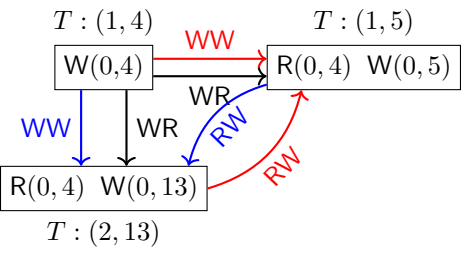 T : (1, 4)
T : (1, 5)
WW
W(0,4)
R(0, 4) W(0, 5)
WR
WW
WR
RW
RW
R(0, 4) W(0, 13)
T : (2, 13)